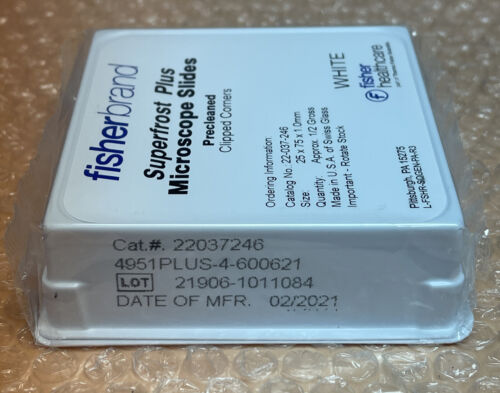 fisherbrand
Superfrost Plus
Microscope Slides
Precleaned
Clipped Corners
Ordering Information
Catalog No. 22-037-246
Size: 25 x 75 x 1.0mm
Quantity: Approx. 1/2 Gross
Made in U.S.A. of Swiss Glass
Important - Rotate Stock
WHITE
fisher
healthcare
Pittsburgh, PA 15275
Cat.#. 22037246
4951PLUS-4-600621
LOT 21906-1011084
DATE OF MFR. 02/2021